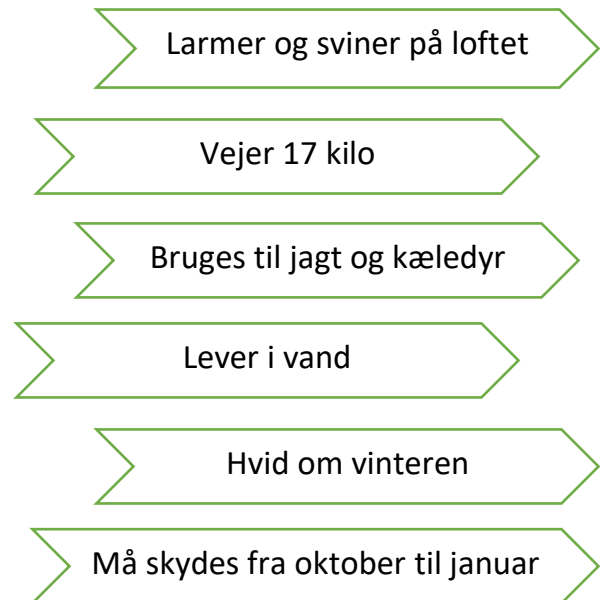 Larmer og sviner på loftet
Vejer 17 kilo
Bruges til jagt og kæledyr
Lever i vand
Hvid om vinteren
Må skydes fra oktober til januar